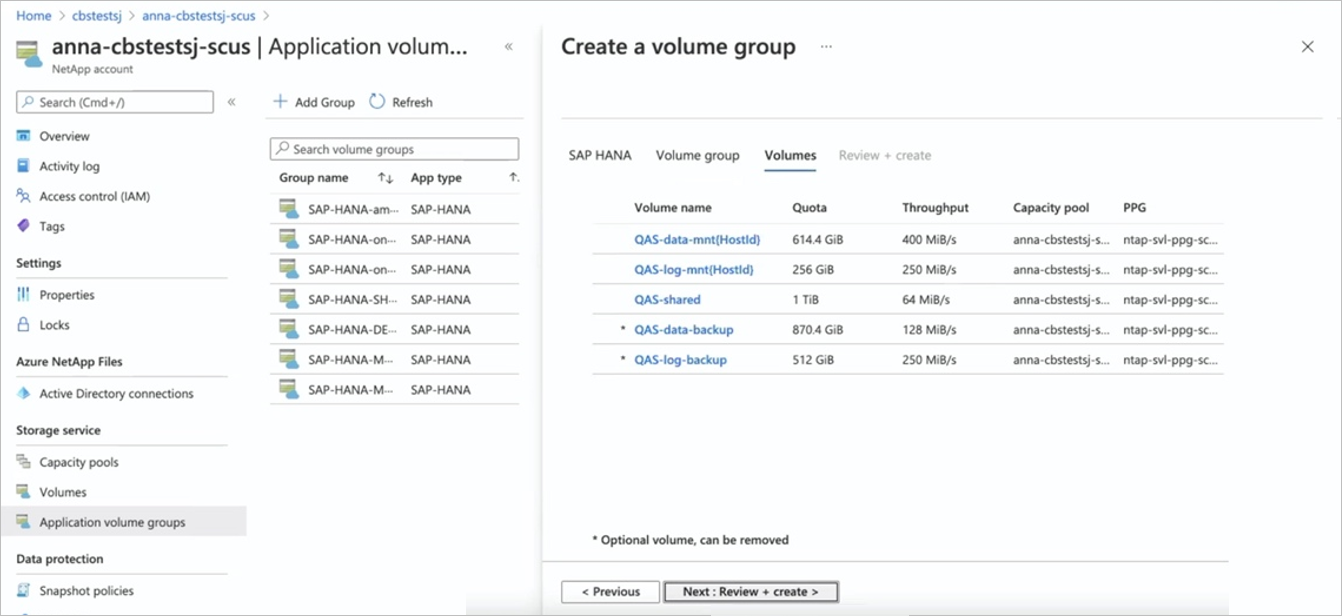 Home > cbstestsj > anna-cbstestsj-scus >
anna-cbstestsj-scus | Application volum... «
NetApp account
Search (Cmd+/) «
Overview
Activity log
Access control (IAM)
Tags
Settings
Properties
Locks
Azure NetApp Files
Active Directory connections
Storage service
Capacity pools
Volumes
Application volume groups
Data protection
Snapshot policies
+ Add Group Refresh
Search volume groups
Group name ↑↓ App type ↑.
SAP-HANA-am... SAP-HANA
SAP-HANA-on... SAP-HANA
SAP-HANA-on... SAP-HANA
SAP-HANA-SH... SAP-HANA
SAP-HANA-DE... SAP-HANA
SAP-HANA-M... SAP-HANA
SAP-HANA-M... SAP-HANA
Create a volume group ...
SAP HANA Volume group Volumes Review + create
Volume name Quota Throughput Capacity pool PPG
QAS-data-mnt(HostId) 614.4 GiB 400 MiB/s anna-cbstestsj-s... ntap-svl-ppg-sc...
QAS-log-mnt(HostId) 256 GiB 250 MiB/s anna-cbstestsj-s... ntap-svl-ppg-sc...
QAS-shared 1 TiB 64 MiB/s anna-cbstestsj-s... ntap-svl-ppg-sc...
* QAS-data-backup 870.4 GiB 128 MiB/s anna-cbstestsj-s... ntap-svl-ppg-sc...
* QAS-log-backup 512 GiB 250 MiB/s anna-cbstestsj-s... ntap-svl-ppg-sc...
* Optional volume, can be removed
< Previous Next : Review + create >